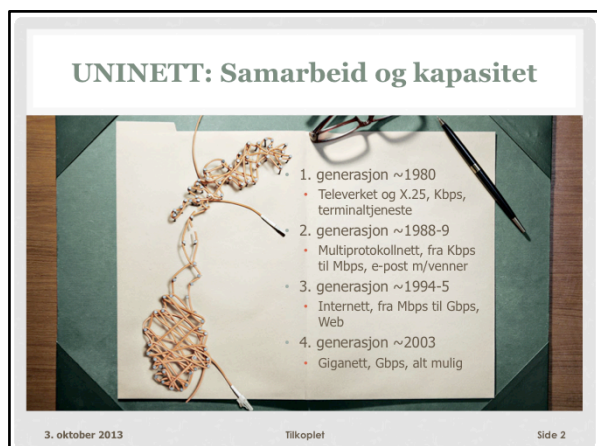 UNINETT: Samarbeid og kapasitet
• 1. generasjon ~1980
• Televerket og X.25, Kbps,
terminaltjeneste
• 2. generasjon ~1988-9
• Multiprotokollnett, fra Kbps
til Mbps, e-post m/venner
• 3. generasjon ~1994-5
• Internett, fra Mbps til Gbps,
Web
• 4. generasjon ~2003
• Giganett, Gbps, alt mulig
3. oktober 2013
Tilkoplet
Side 2